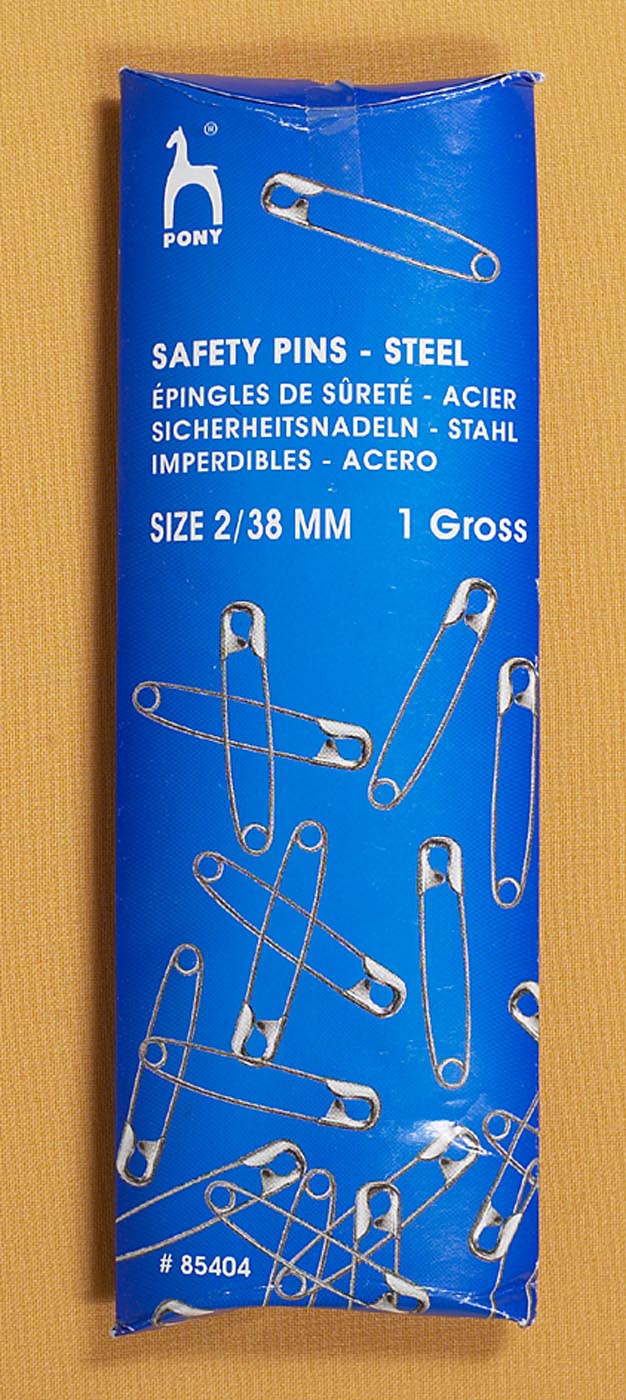 ®
PONY
SAFETY PINS - STEEL
ÉPINGLES DE SÛRETÉ - ACIER
SICHERHEITSNADELN - STAHL
IMPERDIBLES - ACERO
SIZE 2/38 MM 1 Gross
# 85404